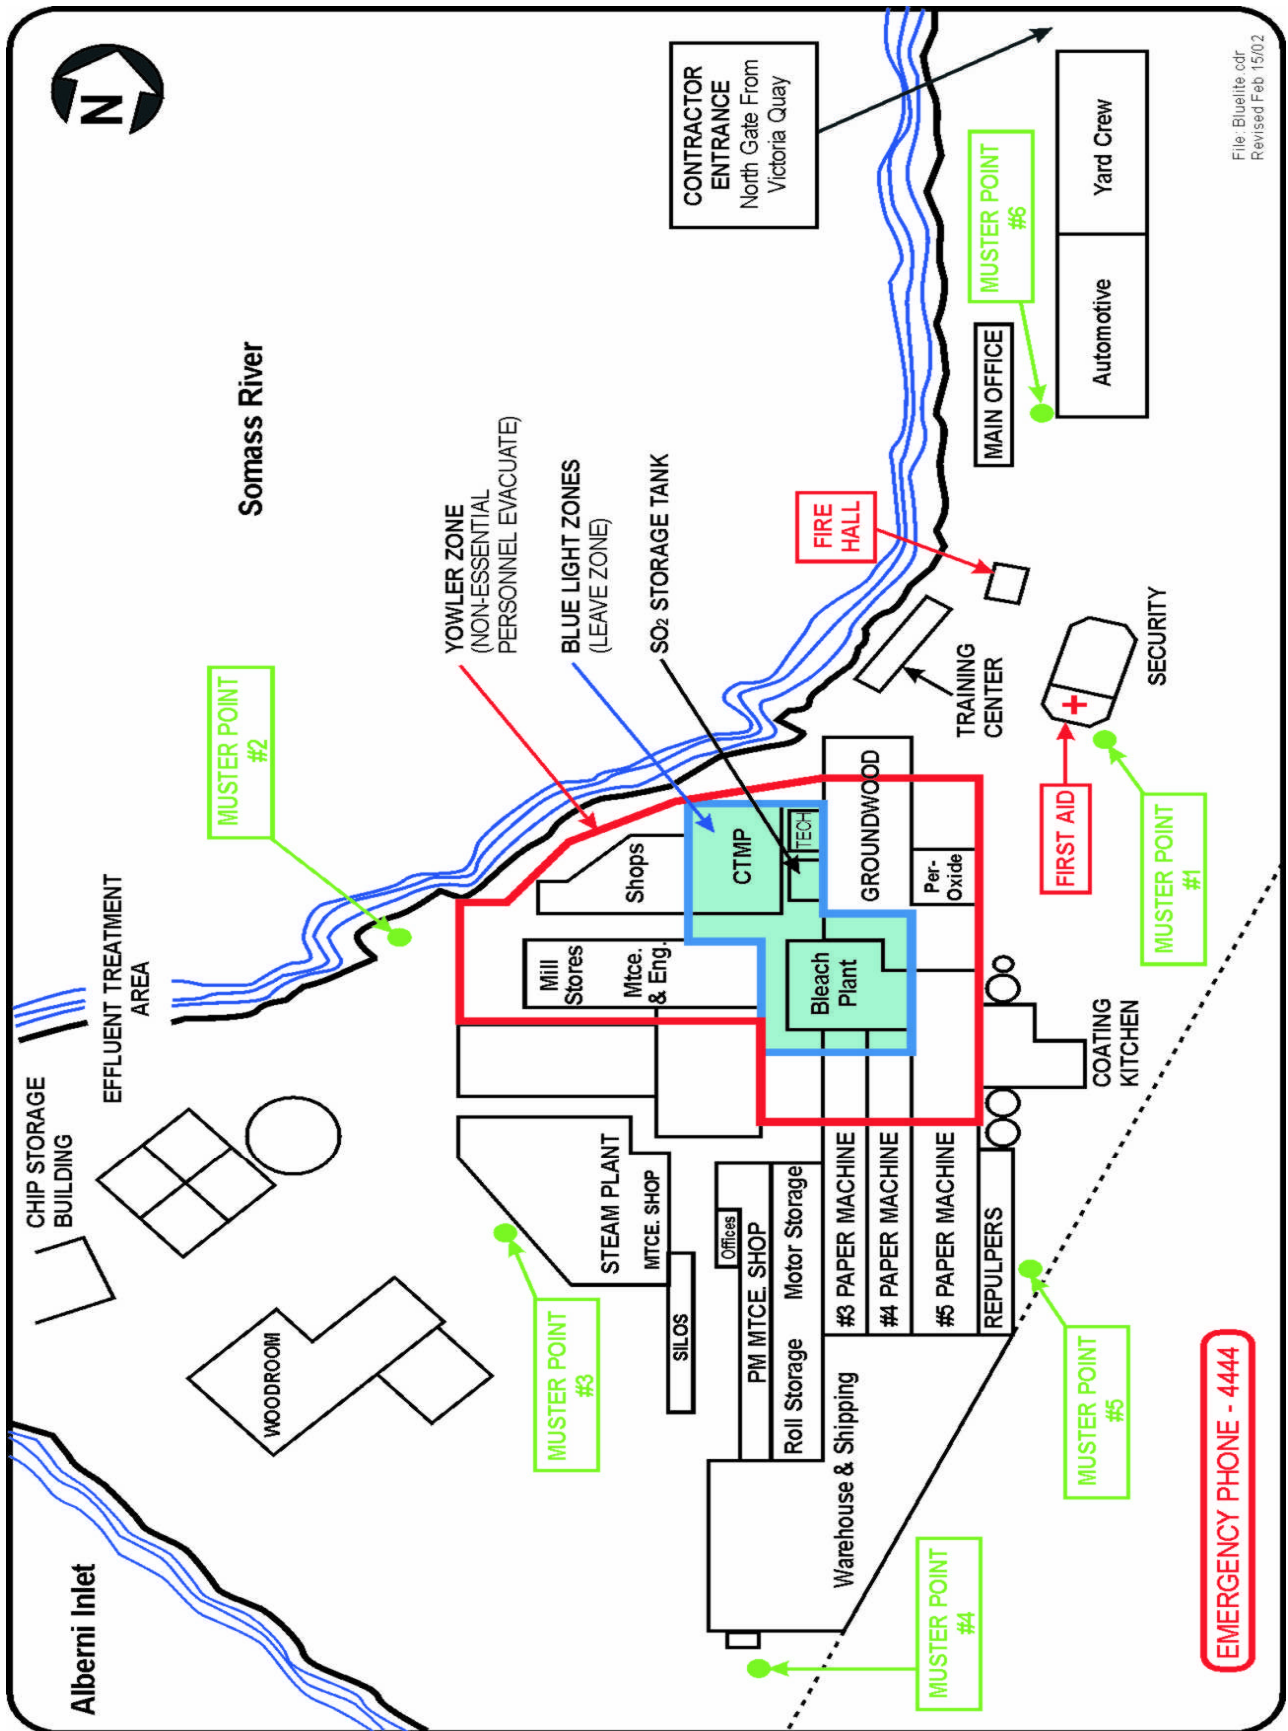 N
Alberni Inlet
Somass River
CHIP STORAGE
BUILDING
EFFLUENT TREATMENT
AREA
WOODROOM
MUSTER POINT
#2
YOWLER ZONE
(NON-ESSENTIAL
PERSONNEL EVACUATE)
BLUE LIGHT ZONES
(LEAVE ZONE)
SO₂ STORAGE TANK
CONTRACTOR
ENTRANCE
North Gate From
Victoria Quay
MUSTER POINT
#3
STEAM PLANT
MTCE. SHOP
SILOS
Mill
Stores
Mtce.
& Eng.
Shops
CTMP
TECH
Bleach
Plant
GROUNDWOOD
Per-
Oxide
Offices
PM MTCE. SHOP
Roll Storage
Motor Storage
#3 PAPER MACHINE
#4 PAPER MACHINE
#5 PAPER MACHINE
REPULPERS
Warehouse & Shipping
COATING
KITCHEN
FIRE
HALL
TRAINING
CENTER
MAIN OFFICE
MUSTER POINT
#6
Automotive
Yard Crew
FIRST AID
SECURITY
MUSTER POINT
#1
MUSTER POINT
#4
MUSTER POINT
#5
EMERGENCY PHONE - 4444
File: Bluelite.cdr
Revised Feb 15/02